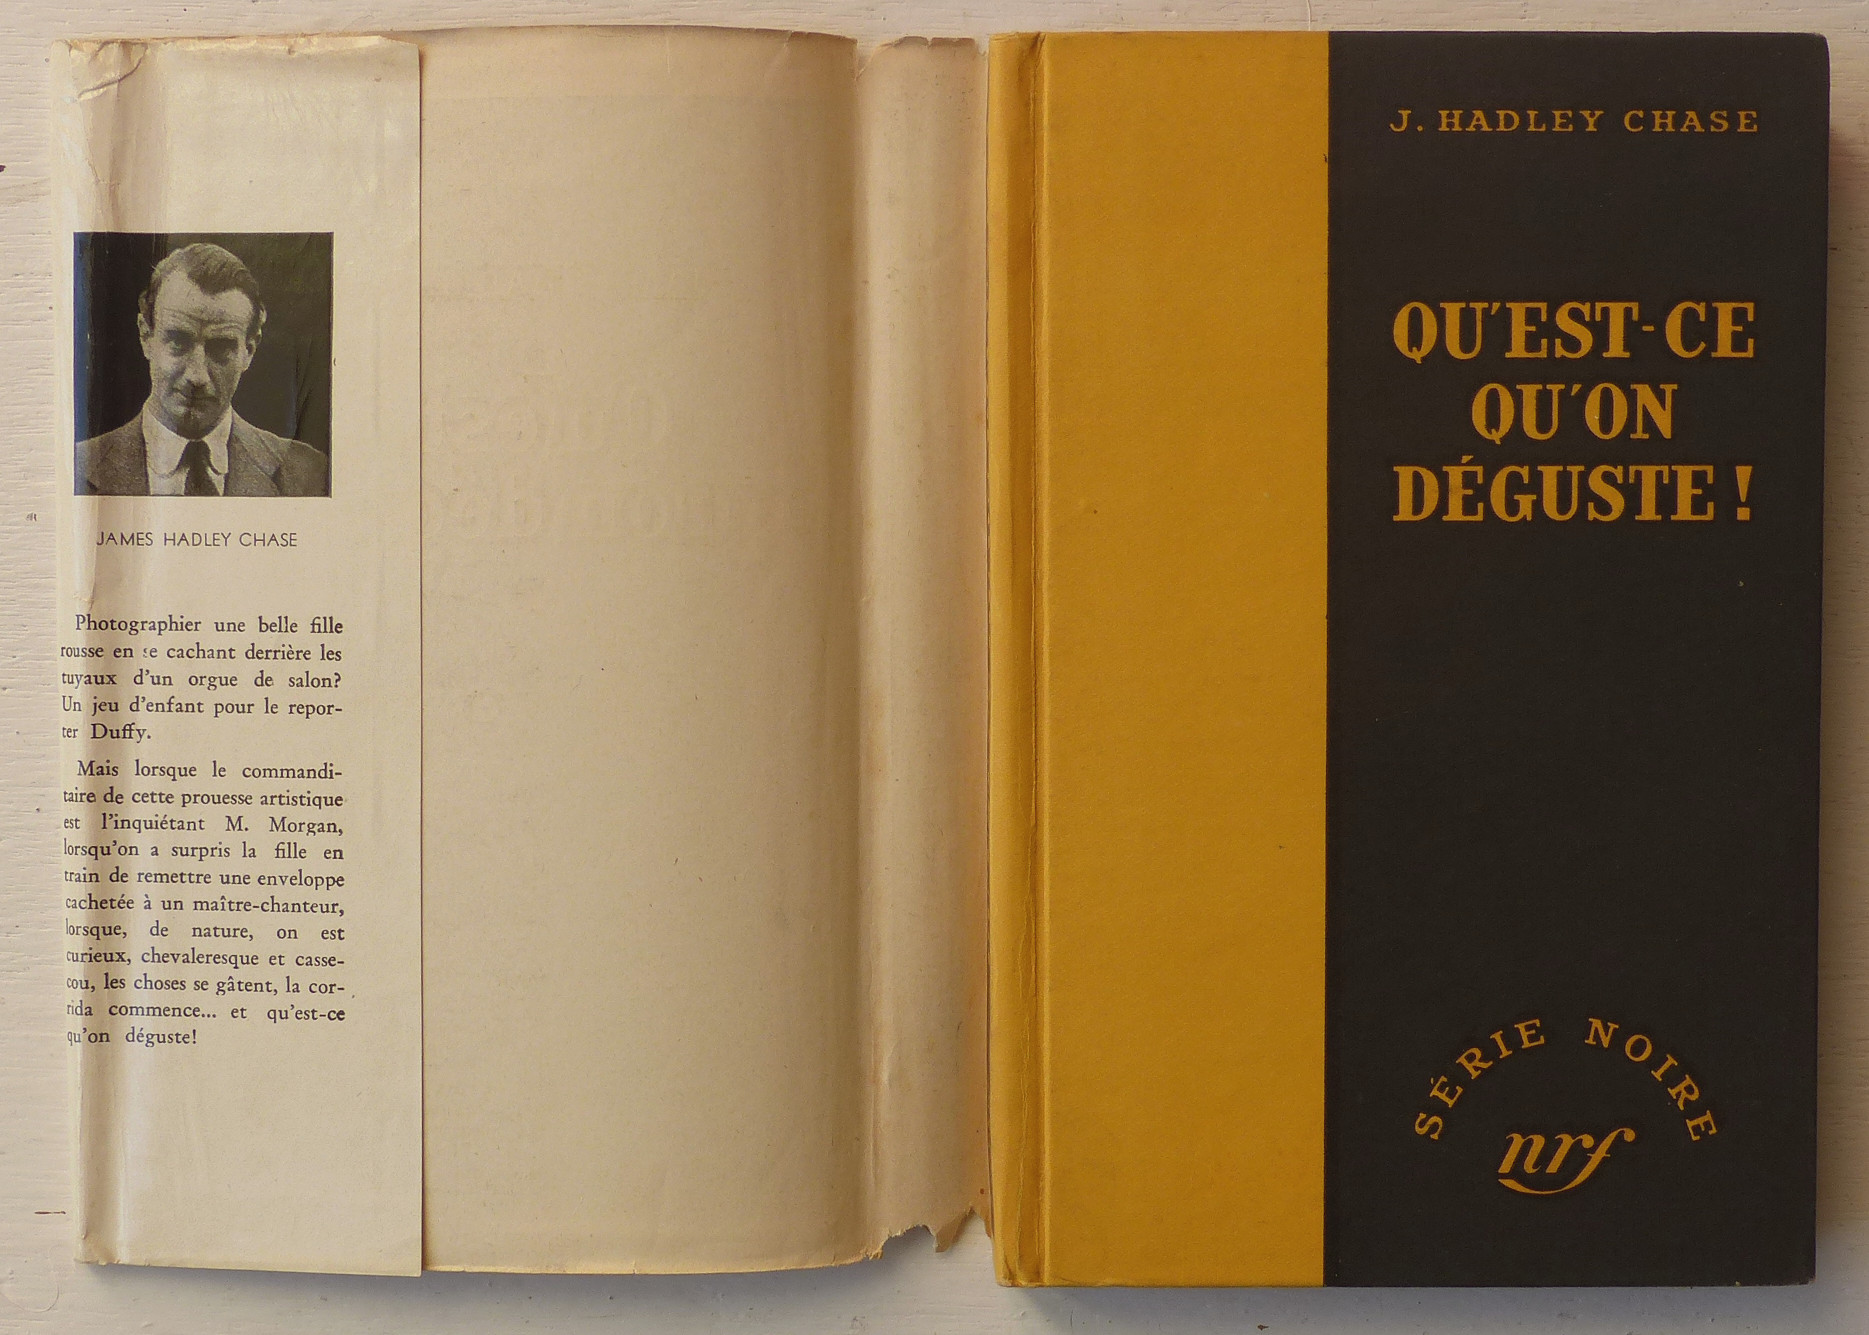 JAMES HADLEY CHASE
Photographier une belle fille
rousse en se cachant derrière les
tuyaux d'un orgue de salon?
Un jeu d'enfant pour le repor-
ter Duffy.
Mais lorsque le commandi-
taire de cette prouesse artistique
est l'inquiétant M. Morgan,
lorsqu'on a surpris la fille en
train de remettre une enveloppe
cachetée à un maître-chanteur,
lorsque, de nature, on est
curieux, chevaleresque et casse-
cou, les choses se gâtent, la cor-
rida commence... et qu'est-ce
qu'on déguste!
J. HADLEY CHASE
QU'EST-CE
QU'ON
DÉGUSTE !
SÉRIE NOIRE
nrf